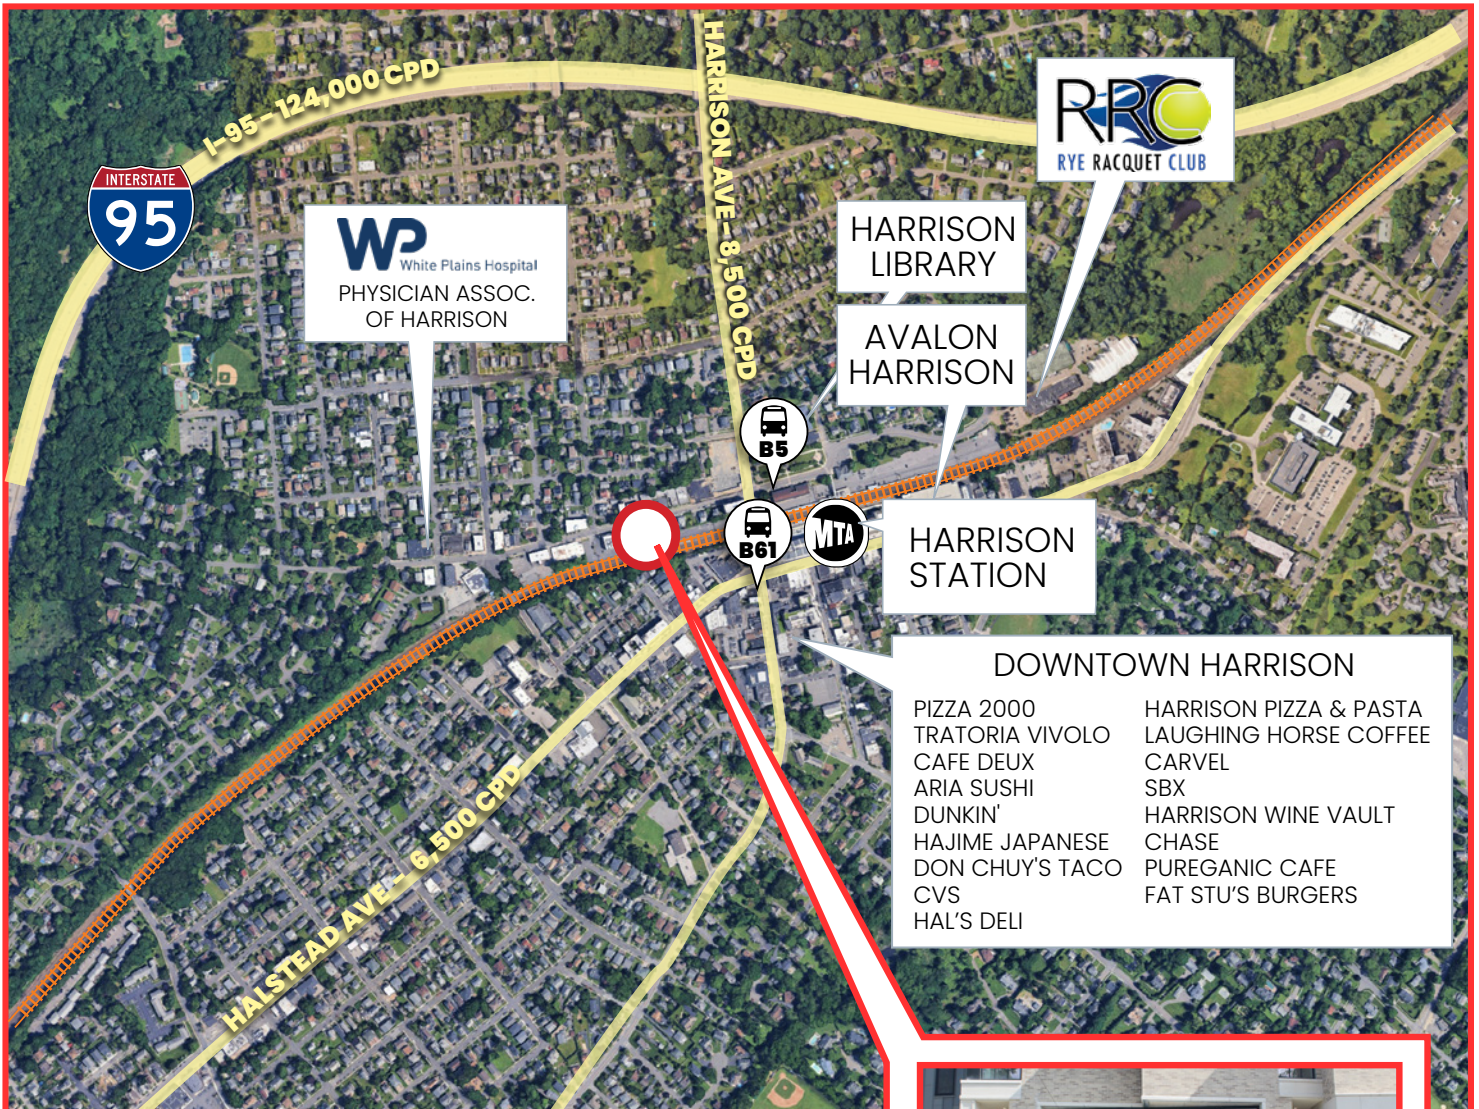 I-95 - 124,000 CPD
HARRISON AVE - 8,500 CPD
RRC
RYE RACQUET CLUB
INTERSTATE
95
WP
White Plains Hospital
PHYSICIAN ASSOC.
OF HARRISON
HARRISON
LIBRARY
AVALON
HARRISON
B5
B61
MTA
HARRISON
STATION
DOWNTOWN HARRISON
PIZZA 2000
TRATORIA VIVOLO
CAFE DEUX
ARIA SUSHI
DUNKIN'
HAJIME JAPANESE
DON CHUY'S TACO
CVS
HAL'S DELI
HARRISON PIZZA & PASTA
LAUGHING HORSE COFFEE
CARVEL
SBX
HARRISON WINE VAULT
CHASE
PUREGANIC CAFE
FAT STU'S BURGERS
HALSTEAD AVE - 6,500 CPD